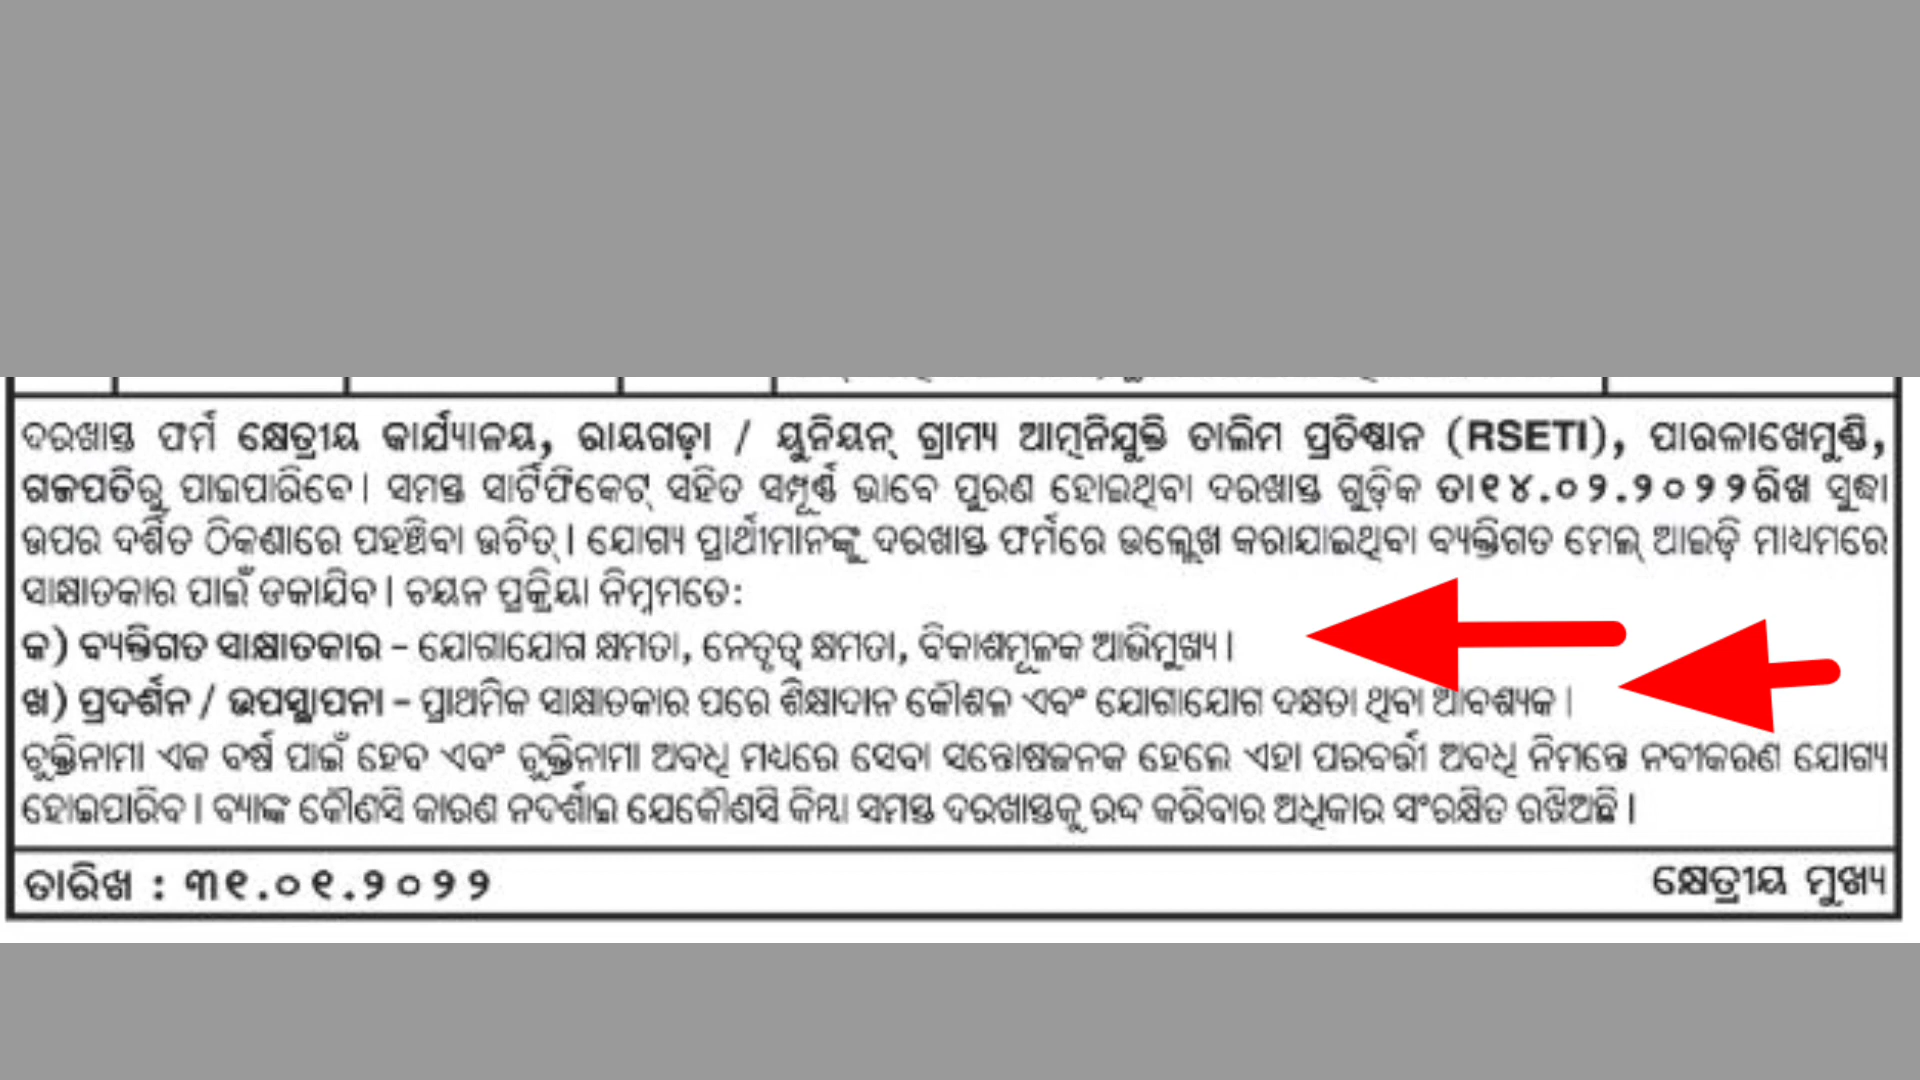 ଦରଖାସ୍ତ ଫର୍ମ କ୍ଷେତ୍ରୀୟ କାର୍ଯ୍ୟାଳୟ, ରାୟଗଡ଼ା / ୟୁନିୟନ୍ ଗ୍ରାମ୍ୟ ଆତ୍ମନିଯୁକ୍ତି ତାଲିମ ପ୍ରତିଷ୍ଠାନ (RSETI), ପାରଳାଖେମୁଣ୍ଡି,
ଗଜପତିରୁ ପାଇପାରିବେ। ସମସ୍ତ ସାର୍ଟିଫିକେଟ୍ ସହିତ ସମ୍ପୂର୍ଣ୍ଣ ଭାବେ ପୁରଣ ହୋଇଥିବା ଦରଖାସ୍ତ ଗୁଡ଼ିକ ତା୧୪.୦୨.୨୦୨୨ରିଖ ସୁଦ୍ଧା
ଉପର ଦର୍ଶିତ ଠିକଣାରେ ପହଞ୍ଚିବା ଉଚିତ୍। ଯୋଗ୍ୟ ପ୍ରାର୍ଥୀମାନଙ୍କୁ ଦରଖାସ୍ତ ଫର୍ମରେ ଉଲ୍ଲେଖ କରାଯାଇଥିବା ବ୍ୟକ୍ତିଗତ ମେଲ୍ ଆଇଡ଼ି ମାଧ୍ୟମରେ
ସାକ୍ଷାତକାର ପାଇଁ ଡକାଯିବ। ଚୟନ ପ୍ରକ୍ରିୟା ନିମ୍ନମତେ:
କ) ବ୍ୟକ୍ତିଗତ ସାକ୍ଷାତକାର – ଯୋଗାଯୋଗ କ୍ଷମତା, ନେତୃତ୍ୱ କ୍ଷମତା, ବିକାଶମୂଳକ ଆଭିମୁଖ୍ୟ।
ଖ) ପ୍ରଦର୍ଶନ / ଉପସ୍ଥାପନା – ପ୍ରାଥମିକ ସାକ୍ଷାତକାର ପରେ ଶିକ୍ଷାଦାନ କୌଶଳ ଏବଂ ଯୋଗାଯୋଗ ଦକ୍ଷତା ଥିବା ଆବଶ୍ୟକ।
ଚୁକ୍ତିନାମା ଏକ ବର୍ଷ ପାଇଁ ହେବ ଏବଂ ଚୁକ୍ତିନାମା ଅବଧି ମଧ୍ୟରେ ସେବା ସନ୍ତୋଷଜନକ ହେଲେ ଏହା ପରବର୍ତ୍ତୀ ଅବଧି ନିମନ୍ତେ ନବୀକରଣ ଯୋଗ୍ୟ
ହୋଇପାରିବ। ବ୍ୟାଙ୍କ କୌଣସି କାରଣ ନଦର୍ଶାଇ ଯେକୌଣସି କିମ୍ବା ସମସ୍ତ ଦରଖାସ୍ତକୁ ରଦ୍ଦ କରିବାର ଅଧିକାର ସଂରକ୍ଷିତ ରଖିଅଛି।
ତାରିଖ : ୩୧.୦୧.୨୦୨୨
କ୍ଷେତ୍ରୀୟ ମୁଖ୍ୟ